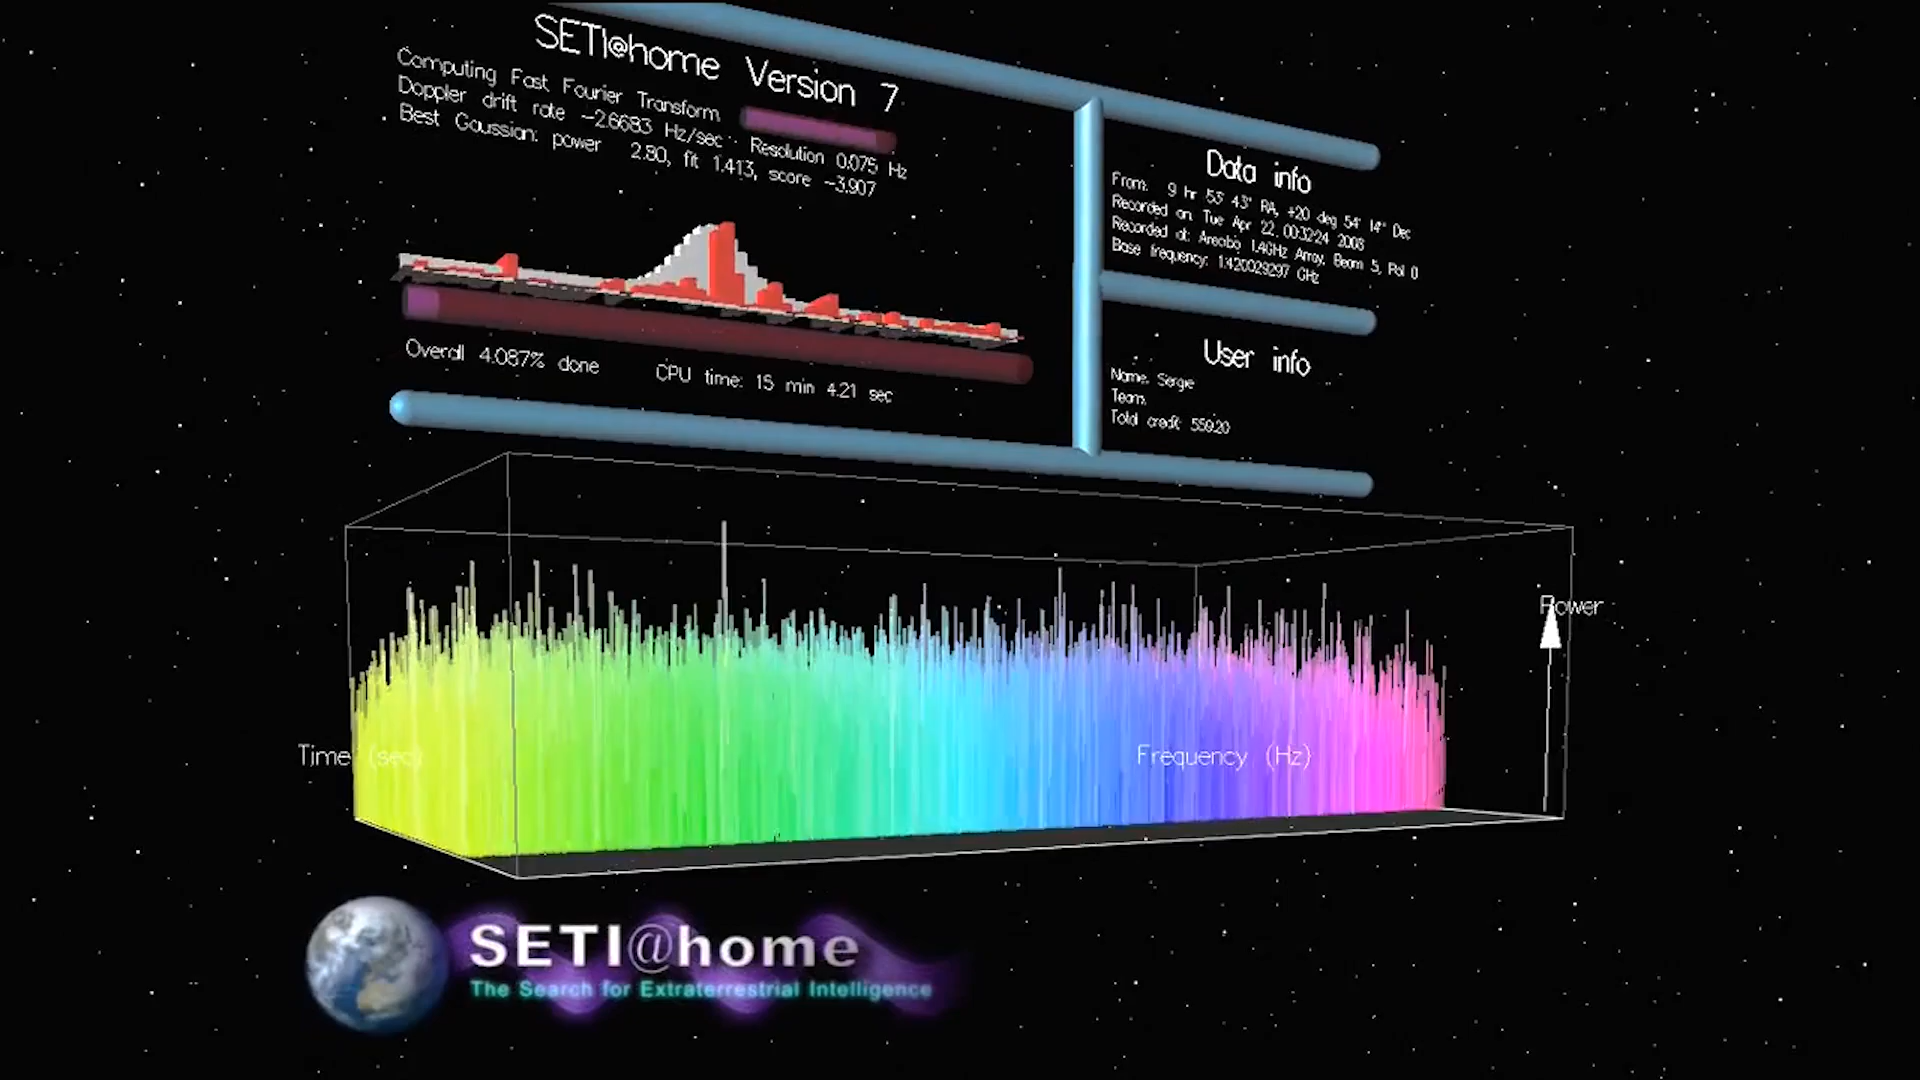 SETI@home Version 7
Computing Fast Fourier Transform
Doppler drift rate -2.6683 Hz/sec Resolution 0.075 Hz
Best Gaussian: power 2.80, fit 1.413, score -3.907
Overall 4.087% done CPU time: 15 min 4.21 sec
Data info
From: 9 hr 53' 43" RA, +20 deg 54' 14" Dec
Recorded on: Tue Apr 22 00:32:24 2008
Recorded at: Arecibo 1.4GHz Array, Beam 5, Pol 0
Base frequency: 1.420029297 GHz
User info
Name: Sergie
Team:
Total credit: 559.20
Power
Time (sec)
Frequency (Hz)
SETI@home
The Search for Extraterrestrial Intelligence